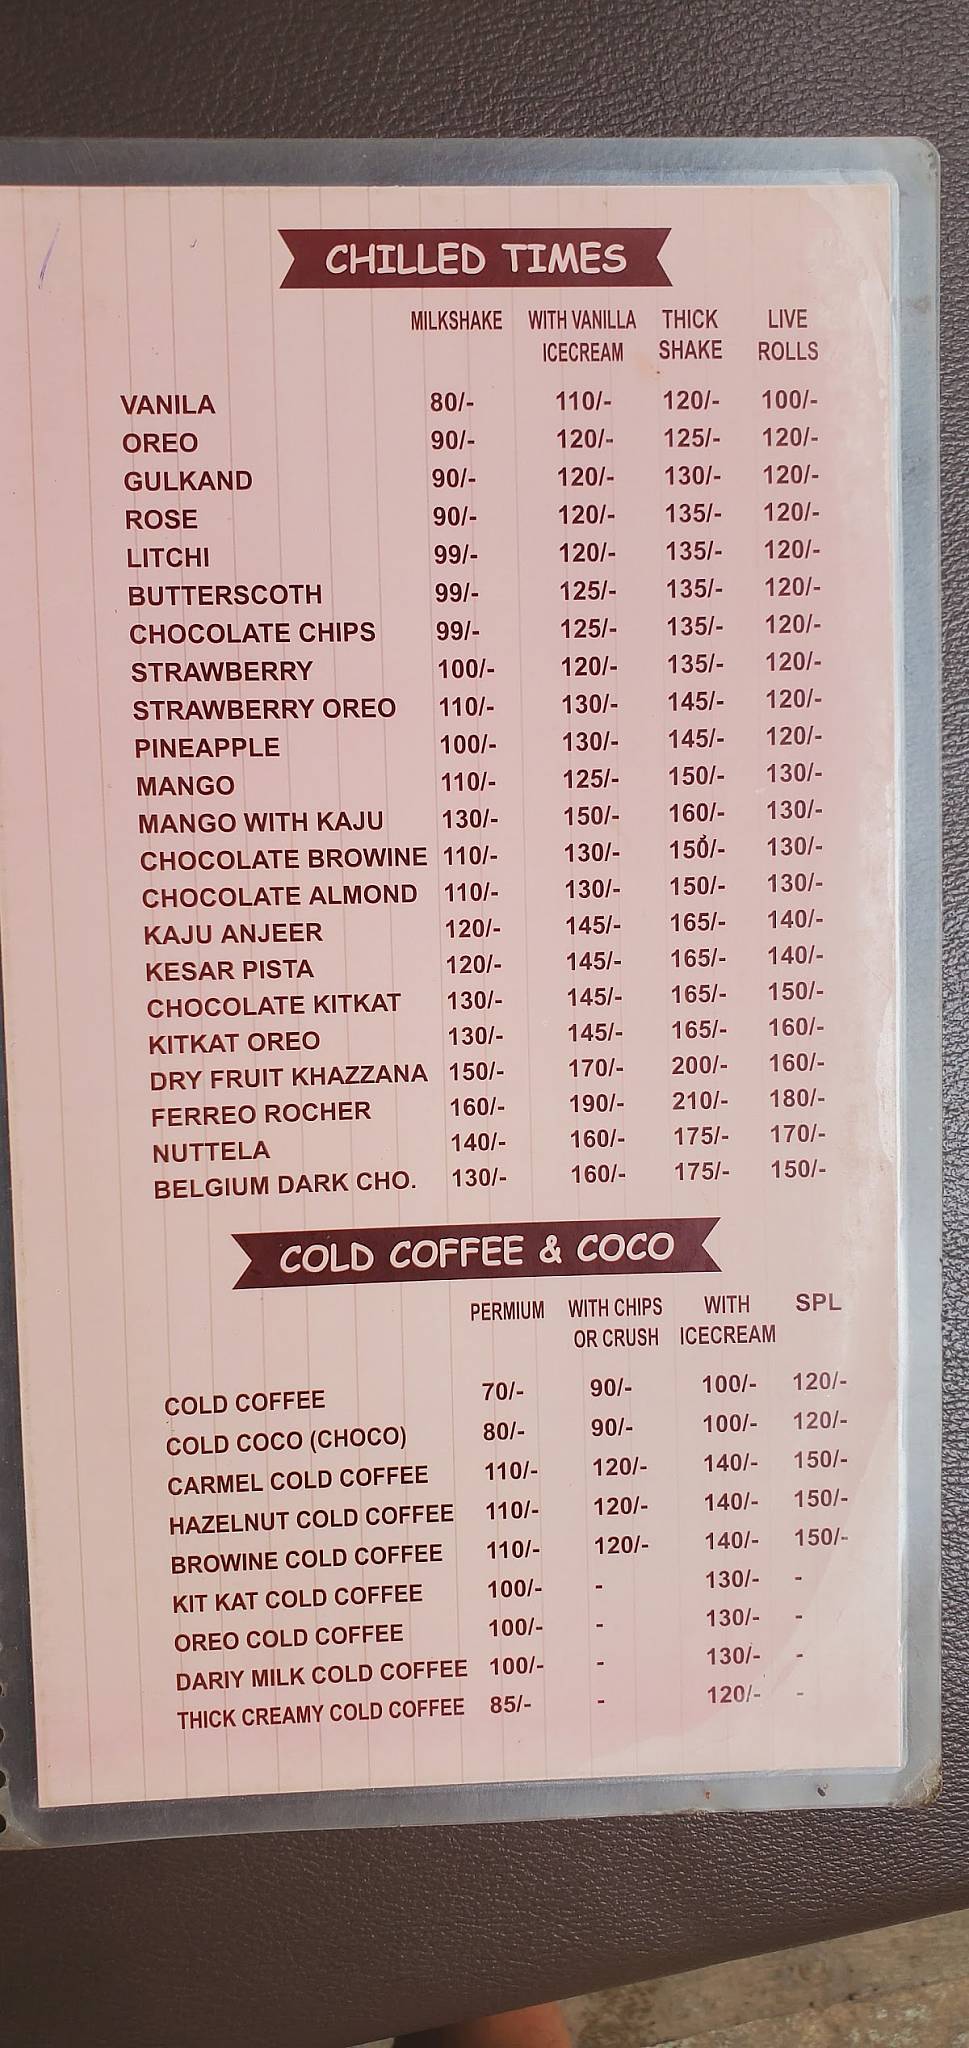 CHILLED TIMES
MILKSHAKE WITH VANILLA ICECREAM THICK SHAKE LIVE ROLLS
VANILA 80/- 110/- 120/- 100/-
OREO 90/- 120/- 125/- 120/-
GULKAND 90/- 120/- 130/- 120/-
ROSE 90/- 120/- 135/- 120/-
LITCHI 99/- 120/- 135/- 120/-
BUTTERSCOTH 99/- 125/- 135/- 120/-
CHOCOLATE CHIPS 99/- 125/- 135/- 120/-
STRAWBERRY 100/- 120/- 135/- 120/-
STRAWBERRY OREO 110/- 130/- 145/- 120/-
PINEAPPLE 100/- 130/- 145/- 120/-
MANGO 110/- 125/- 150/- 130/-
MANGO WITH KAJU 130/- 150/- 160/- 130/-
CHOCOLATE BROWINE 110/- 130/- 150/- 130/-
CHOCOLATE ALMOND 110/- 130/- 150/- 130/-
KAJU ANJEER 120/- 145/- 165/- 140/-
KESAR PISTA 120/- 145/- 165/- 140/-
CHOCOLATE KITKAT 130/- 145/- 165/- 150/-
KITKAT OREO 130/- 145/- 165/- 160/-
DRY FRUIT KHAZZANA 150/- 170/- 200/- 160/-
FERREO ROCHER 160/- 190/- 210/- 180/-
NUTTELA 140/- 160/- 175/- 170/-
BELGIUM DARK CHO. 130/- 160/- 175/- 150/-
COLD COFFEE & COCO
PERMIUM WITH CHIPS OR CRUSH WITH ICECREAM SPL
COLD COFFEE 70/- 90/- 100/- 120/-
COLD COCO (CHOCO) 80/- 90/- 100/- 120/-
CARMEL COLD COFFEE 110/- 120/- 140/- 150/-
HAZELNUT COLD COFFEE 110/- 120/- 140/- 150/-
BROWINE COLD COFFEE 110/- 120/- 140/- 150/-
KIT KAT COLD COFFEE 100/- - 130/- -
OREO COLD COFFEE 100/- - 130/- -
DARIY MILK COLD COFFEE 100/- - 130/- -
THICK CREAMY COLD COFFEE 85/- - 120/- -